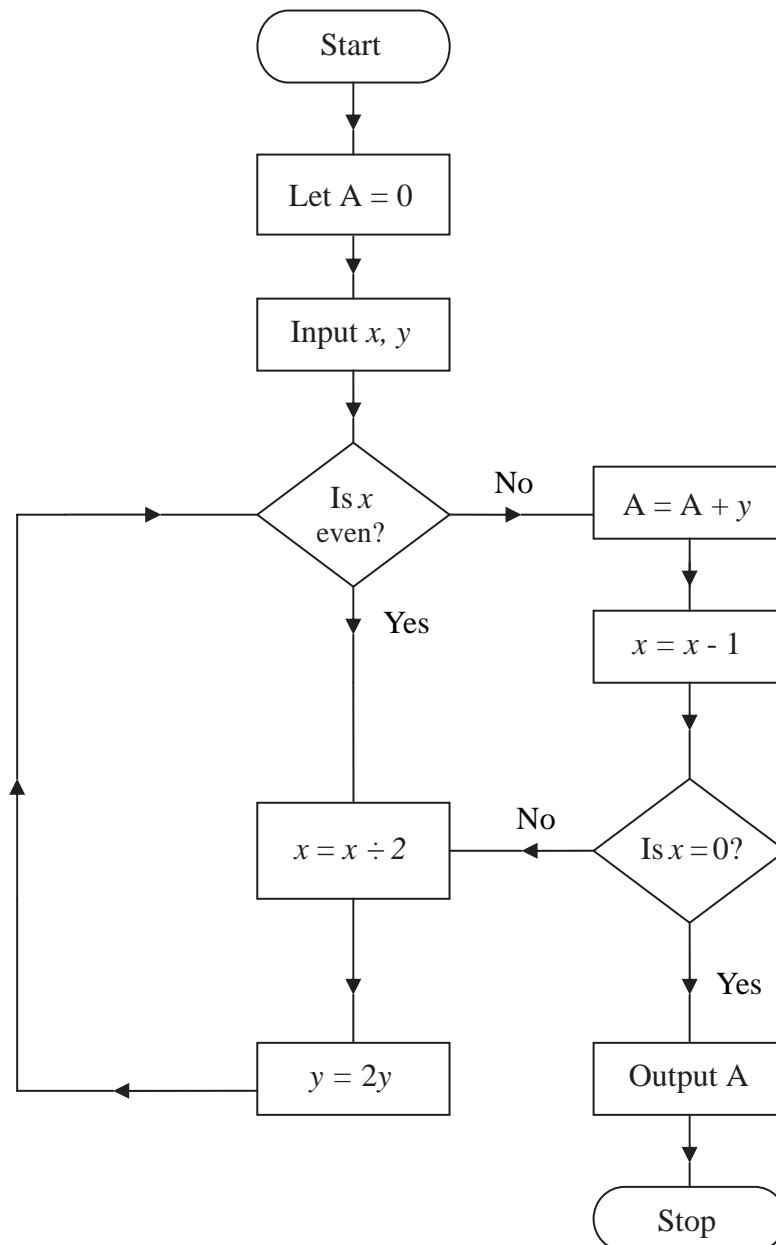 Start
Let A = 0
Input x, y
Is x
even?
No
A = A + y
Yes
x = x - 1
No
x = x ÷ 2
Is x = 0?
Yes
y = 2y
Output A
Stop